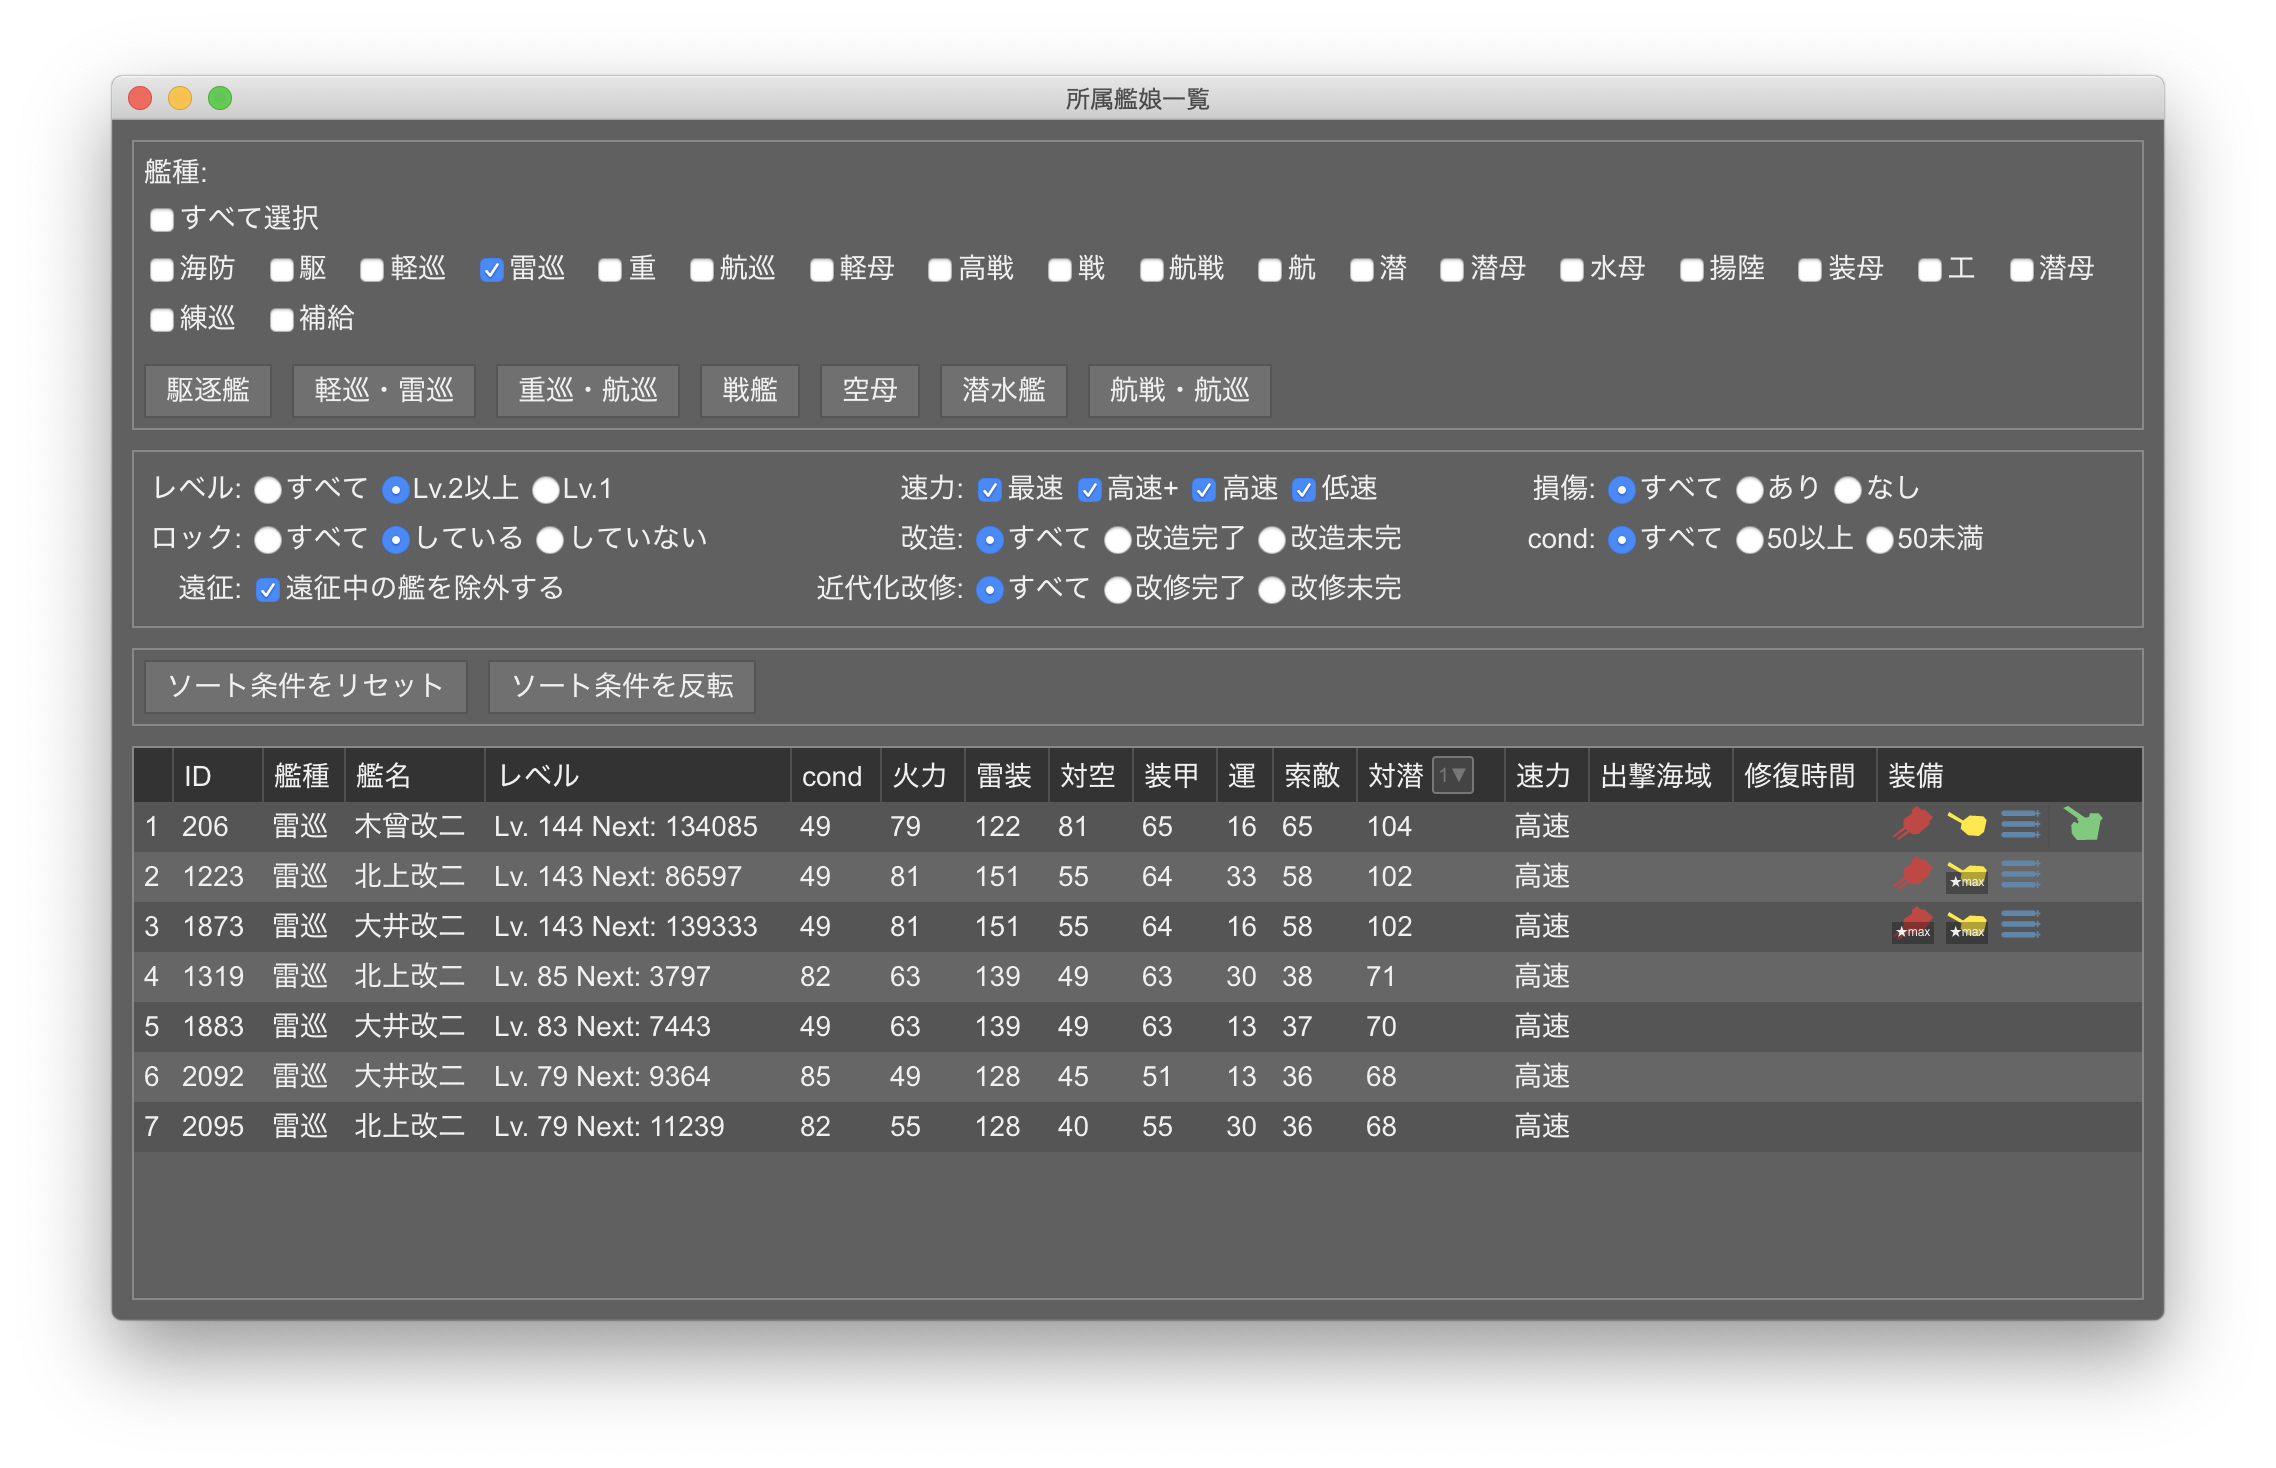 所属艦娘一覧
艦種:
すべて選択
海防 駆 軽巡 雷巡 重 航巡 軽母 高戦 戦 航戦 航 潜 潜母 水母 揚陸 装母 工 潜母
練巡 補給
駆逐艦 軽巡・雷巡 重巡・航巡 戦艦 空母 潜水艦 航戦・航巡
レベル: すべて Lv.2以上 Lv.1 速力: 最速 高速+ 高速 低速 損傷: すべて あり なし
ロック: すべて している していない 改造: すべて 改造完了 改造未完 cond: すべて 50以上 50未満
遠征: 遠征中の艦を除外する 近代化改修: すべて 改修完了 改修未完
ソート条件をリセット ソート条件を反転
ID 艦種 艦名 レベル cond 火力 雷装 対空 装甲 運 索敵 対潜 1▼ 速力 出撃海域 修復時間 装備
1 206 雷巡 木曾改二 Lv. 144 Next: 134085 49 79 122 81 65 16 65 104 高速
2 1223 雷巡 北上改二 Lv. 143 Next: 86597 49 81 151 55 64 33 58 102 高速 ★max
3 1873 雷巡 大井改二 Lv. 143 Next: 139333 49 81 151 55 64 16 58 102 高速 ★max ★max
4 1319 雷巡 北上改二 Lv. 85 Next: 3797 82 63 139 49 63 30 38 71 高速
5 1883 雷巡 大井改二 Lv. 83 Next: 7443 49 63 139 49 63 13 37 70 高速
6 2092 雷巡 大井改二 Lv. 79 Next: 9364 85 49 128 45 51 13 36 68 高速
7 2095 雷巡 北上改二 Lv. 79 Next: 11239 82 55 128 40 55 30 36 68 高速